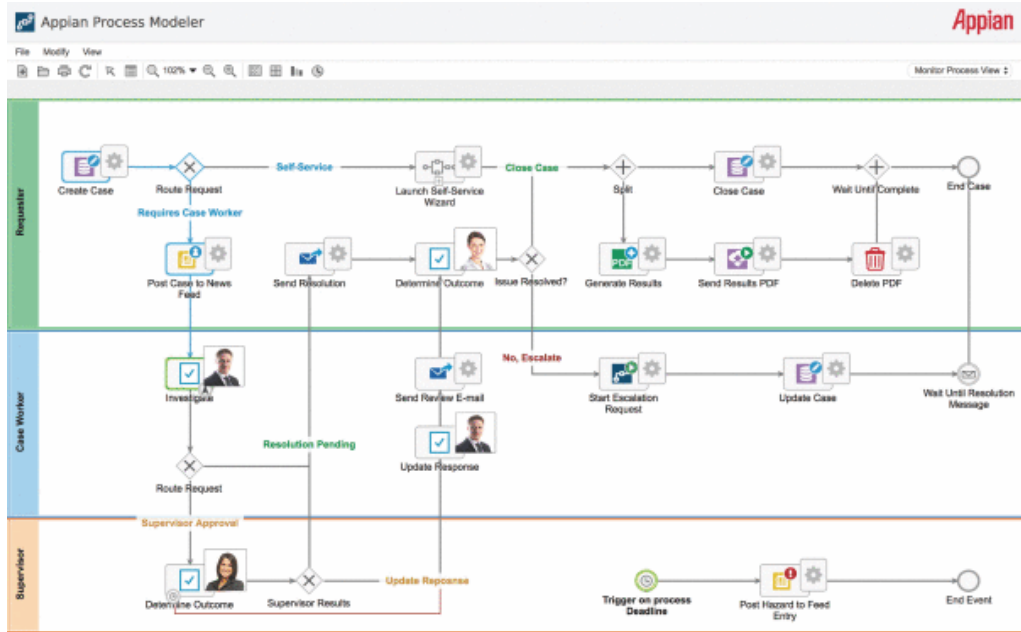 Appian Process Modeler
Appian
File Modify View
102%
Monitor Process View
Requester
Create Case
Route Request
Self-Service
Launch Self-Service
Wizard
Close Case
Split
Close Case
Wait Until Complete
End Case
Requires Case Worker
Post Case to News
Feed
Send Resolution
Determine Outcome
Issue Resolved?
PDF
Generate Results
Send Results PDF
Delete PDF
Case Worker
Investigate
No, Escalate
Send Review E-mail
Start Escalation
Request
Update Case
Wait Until Resolution
Message
Resolution Pending
Update Response
Route Request
Supervisor
Supervisor Approval
Determine Outcome
Supervisor Results
Update Repoanse
Trigger on process
Deadline
Post Hazard to Feed
Entry
End Event